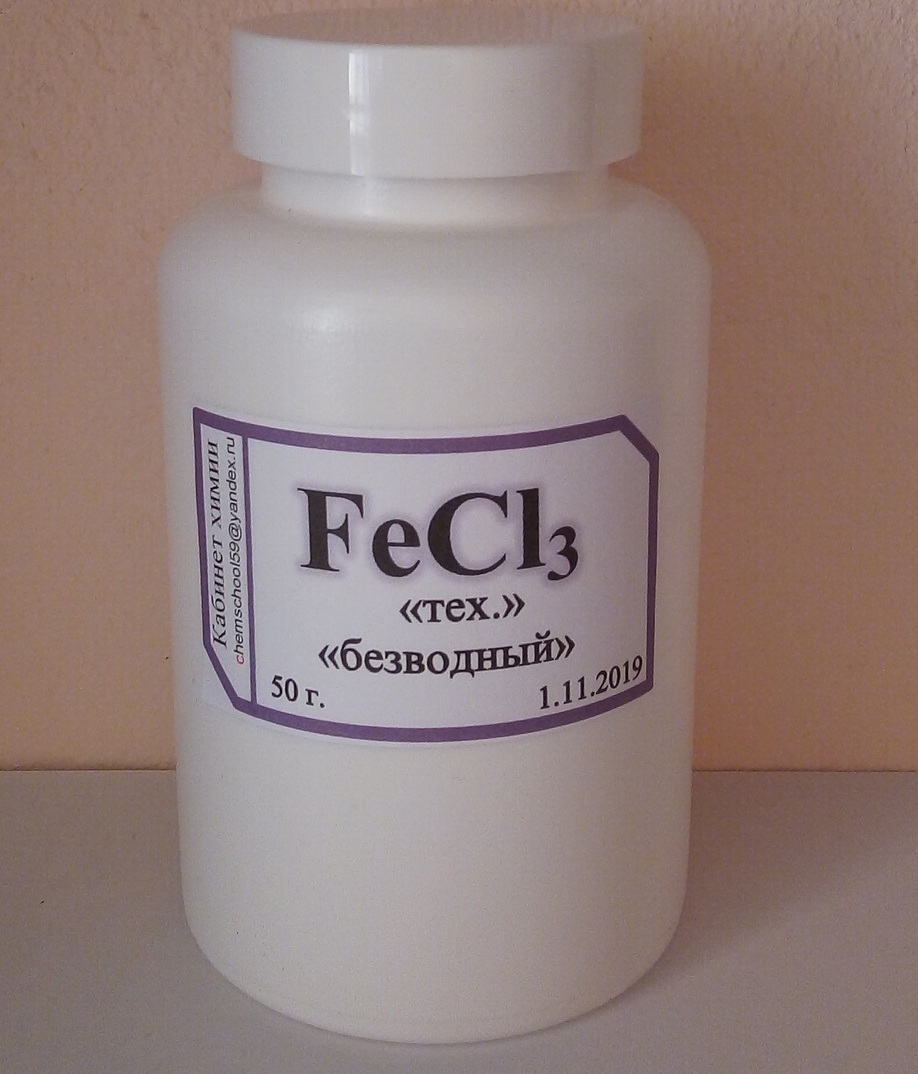 Кабинет химии
chemschool59@yandex.ru
FeCl₃
«тех.»
«безводный»
50 г.
1.11.2019